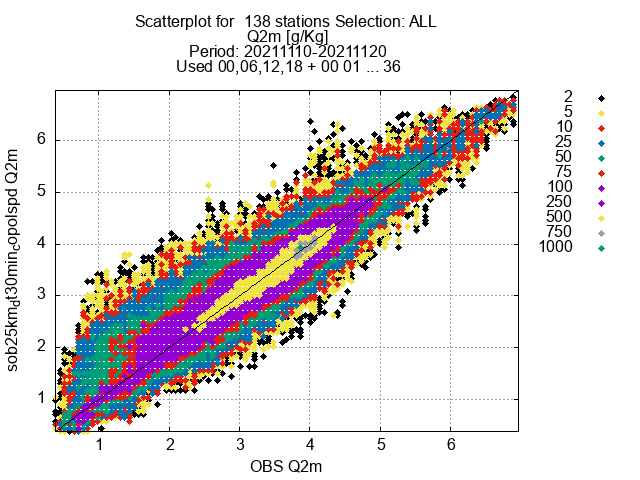 Scatterplot for 138 stations Selection: ALL
Q2m [g/Kg]
Period: 20211110-20211120
Used 00,06,12,18 + 00 01 ... 36
2
5
10
25
50
75
100
250
500
750
1000
sob25km_dt30min_copolspd Q2m
6
5
4
3
2
1
1 2 3 4 5 6
OBS Q2m